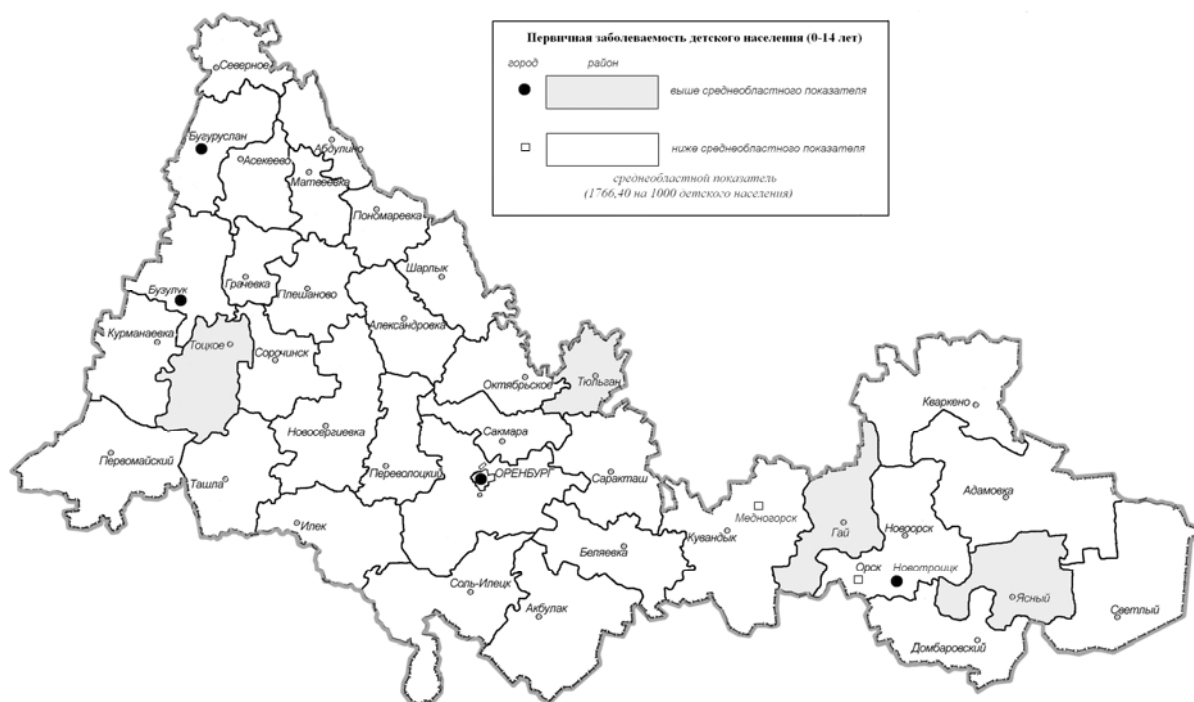 Первичная заболеваемость детского населения (0-14 лет)
город
район
выше среднеобластного показателя
ниже среднеобластного показателя
среднеобластной показатель
(1766,40 на 1000 детского населения)
Северное
Бугуруслан
Абдулино
Асекеево
Матвеевка
Пономаревка
Шарлык
Грачевка
Бузулук
Плешаново
Курманаевка
Александровка
Тоцкое
Сорочинск
Октябрьское
Тюльган
Кваркено
Новосергиевка
Сакмара
Первомайский
Переволоцкий
ОРЕНБУРГ
Саракташ
Ташла
Адамовка
Медногорск
Илек
Гай
Новоорск
Кувандык
Беляевка
Орск
Новотроицк
Соль-Илецк
Ясный
Акбулак
Светлый
Домбаровский